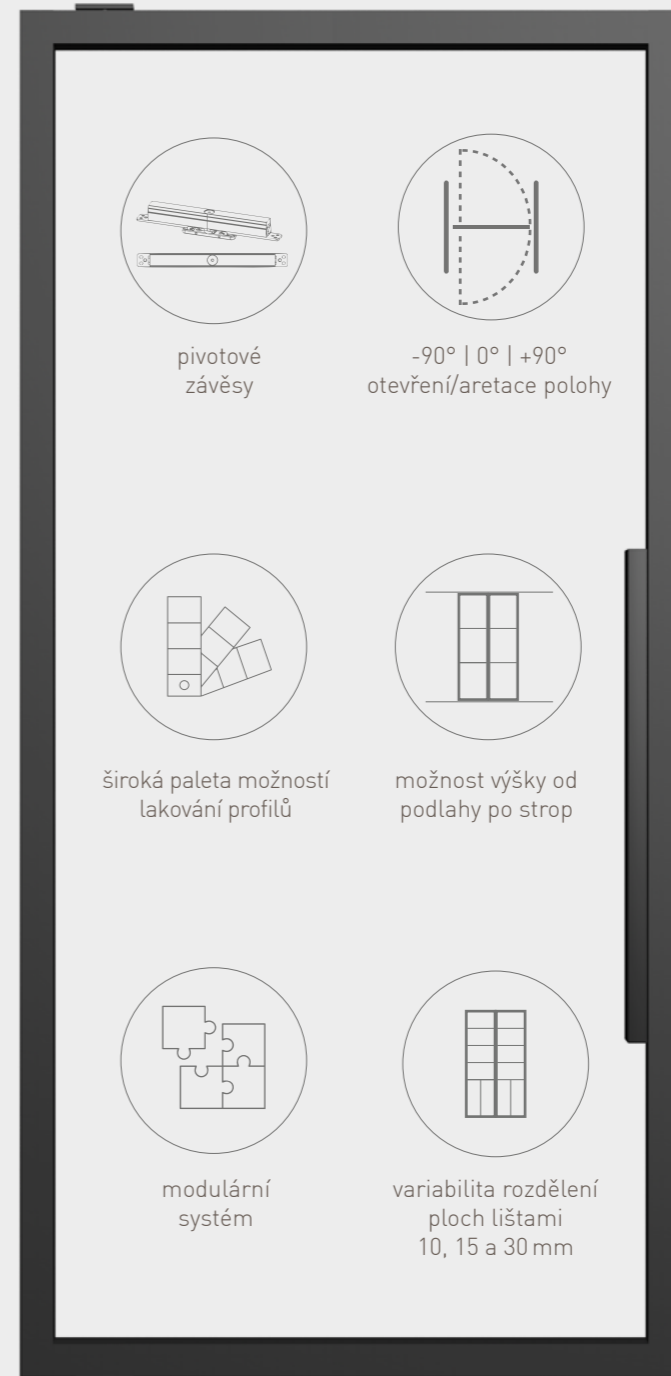 pivotové
závěsy
-90° | 0° | +90°
otevření/aretace polohy
široká paleta možností
lakování profilů
možnost výšky od
podlahy po strop
modulární
systém
variabilita rozdělení
ploch lištami
10, 15 a 30 mm